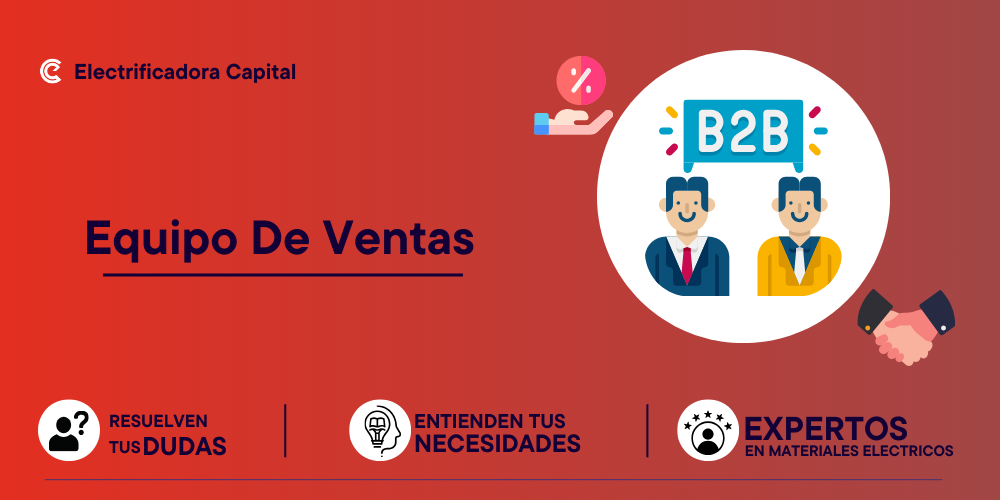 Electrificadora Capital
B2B
Equipo De Ventas
RESUELVEN
TUS DUDAS
ENTIENDEN TUS
NECESIDADES
EXPERTOS
EN MATERIALES ELECTRICOS